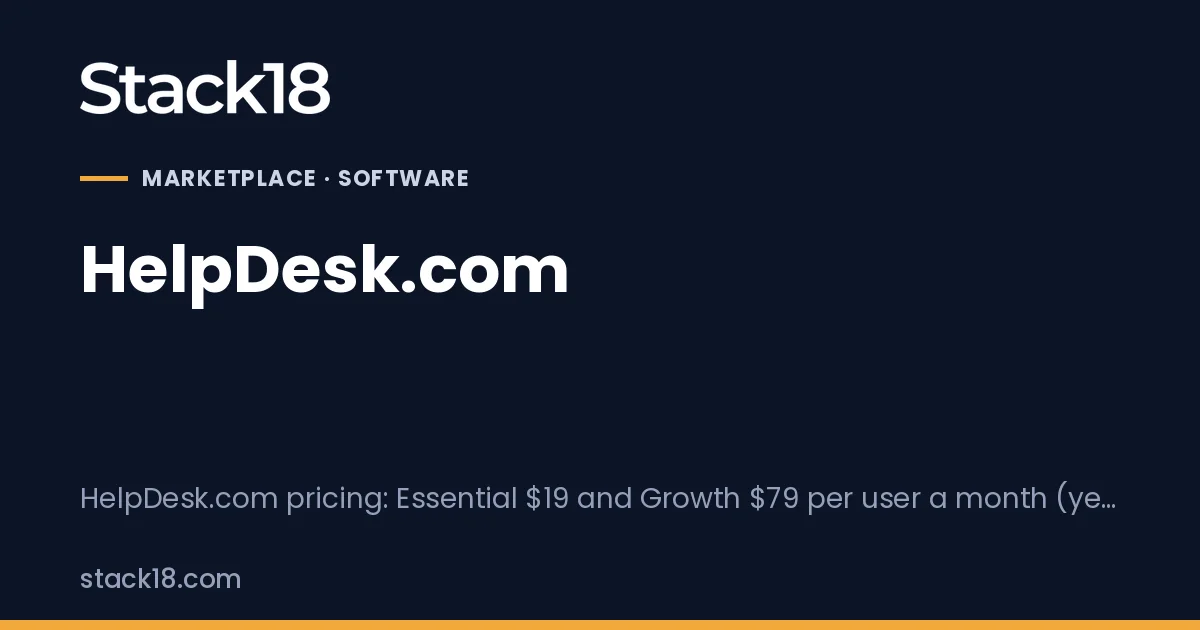 Stack18
MARKETPLACE · SOFTWARE
HelpDesk.com
HelpDesk.com pricing: Essential $19 and Growth $79 per user a month (ye...
stack18.com